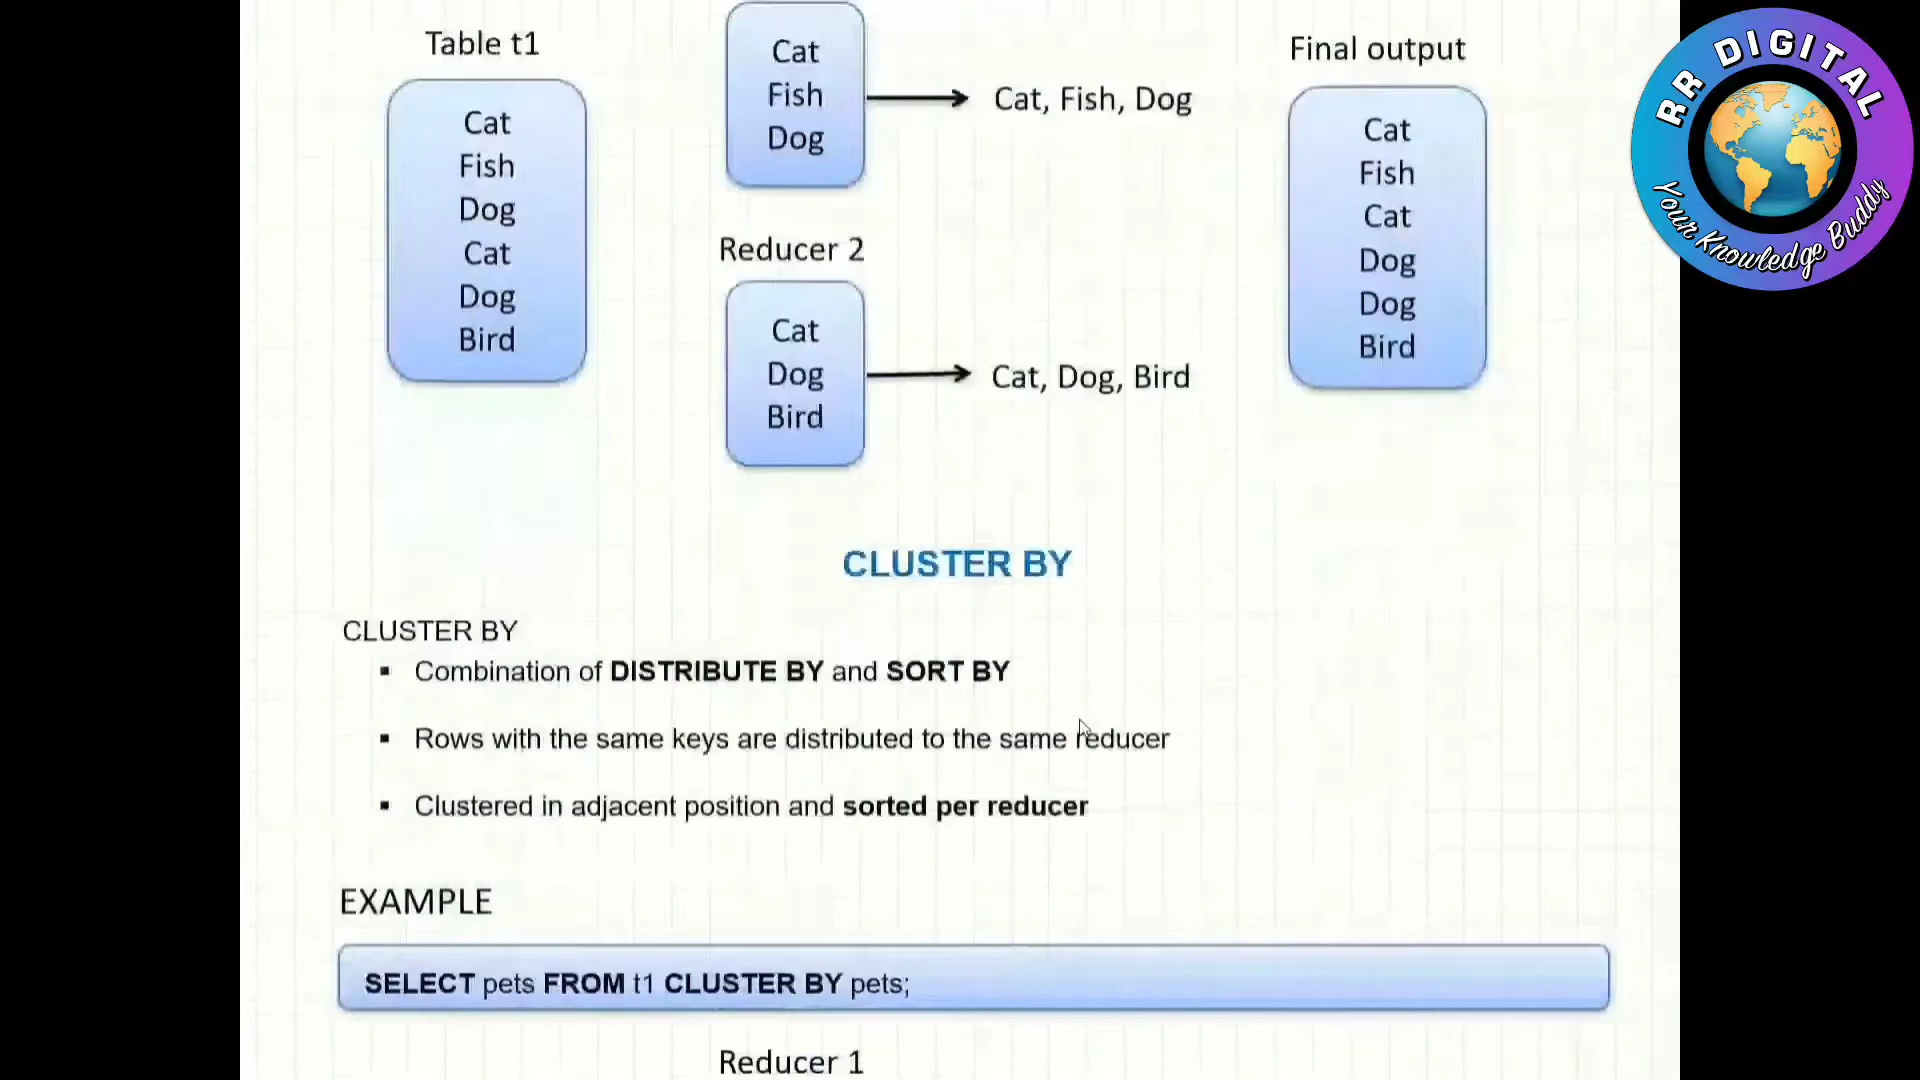 Table t1
Cat
Fish
Dog
Cat
Dog
Bird
Cat
Fish
Dog
Cat, Fish, Dog
Reducer 2
Cat
Dog
Bird
Cat, Dog, Bird
Final output
Cat
Fish
Cat
Dog
Dog
Bird
RR DIGITAL
Your Knowledge Buddy
CLUSTER BY
CLUSTER BY
▪ Combination of DISTRIBUTE BY and SORT BY
▪ Rows with the same keys are distributed to the same reducer
▪ Clustered in adjacent position and sorted per reducer
EXAMPLE
SELECT pets FROM t1 CLUSTER BY pets;
Reducer 1